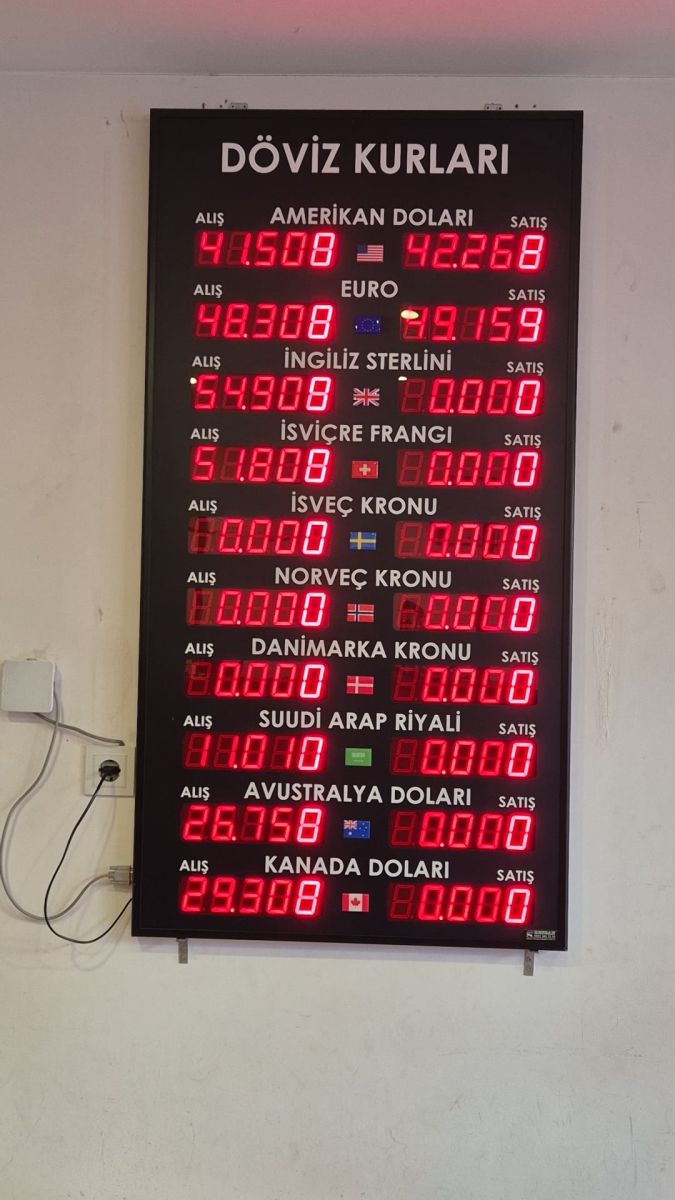 DÖVİZ KURLARI
ALIŞ AMERİKAN DOLARI SATIŞ
41.508 42.268
ALIŞ EURO SATIŞ
48.308 49.159
ALIŞ İNGİLİZ STERLİNİ SATIŞ
54.908 0.000
ALIŞ İSVİÇRE FRANGI SATIŞ
51.808 0.000
ALIŞ İSVEÇ KRONU SATIŞ
0.000 0.000
ALIŞ NORVEÇ KRONU SATIŞ
0.000 0.000
ALIŞ DANİMARKA KRONU SATIŞ
0.000 0.000
ALIŞ SUUDİ ARAP RİYALİ SATIŞ
11.010 0.000
ALIŞ AVUSTRALYA DOLARI SATIŞ
26.758 0.000
ALIŞ KANADA DOLARI SATIŞ
29.308 0.000